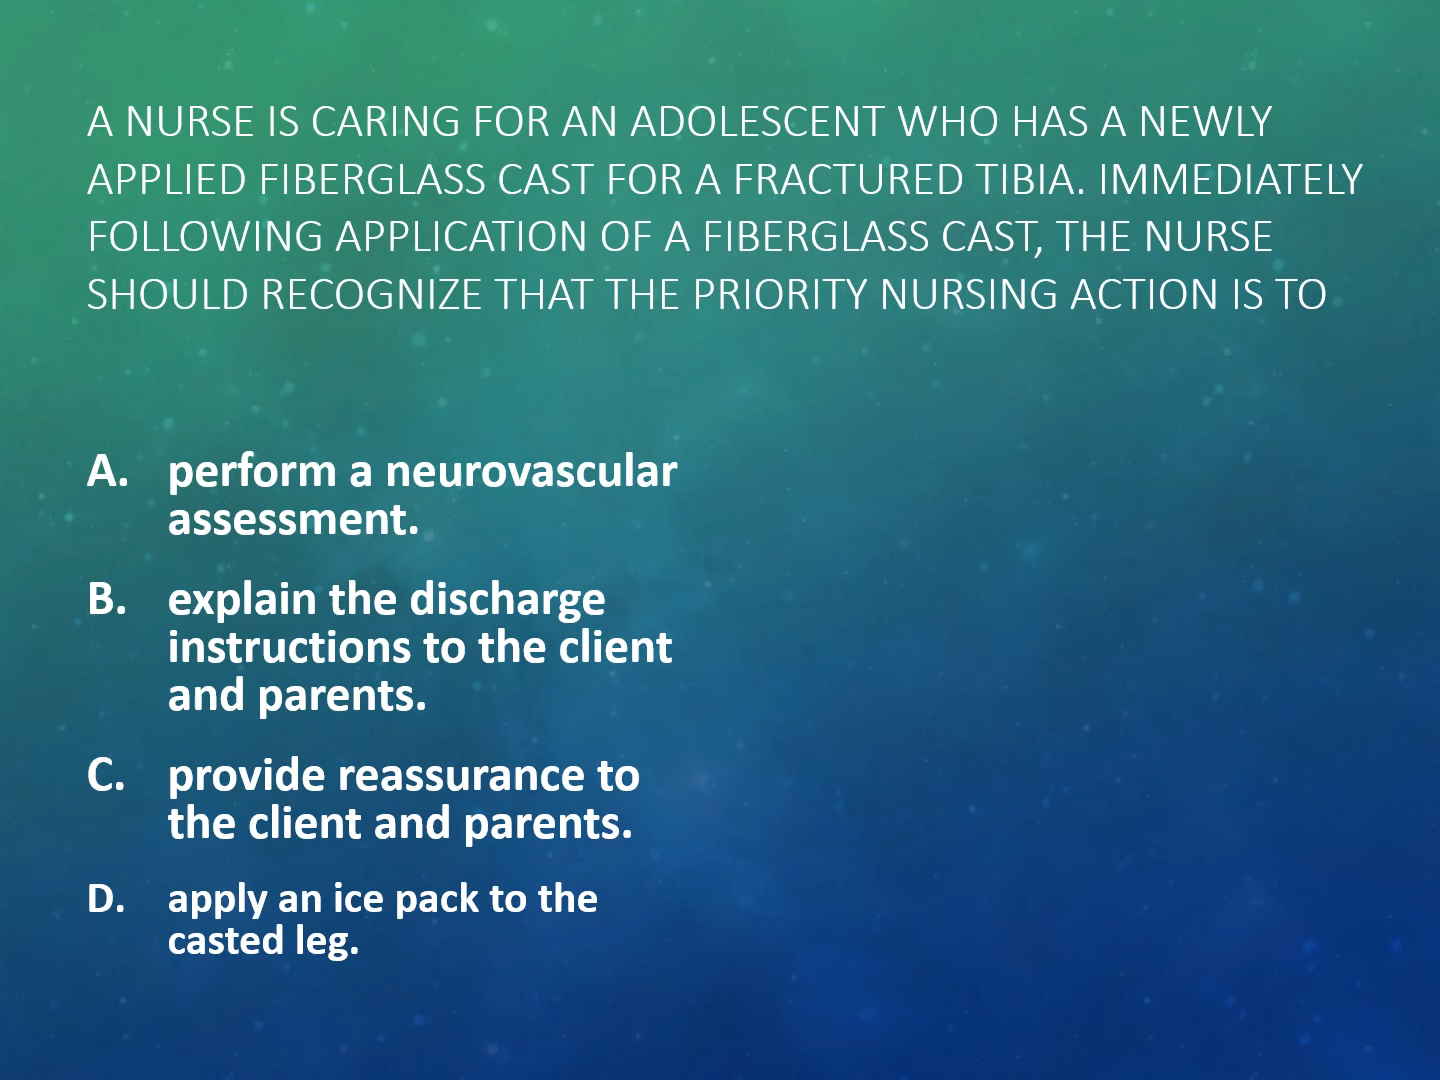 A NURSE IS CARING FOR AN ADOLESCENT WHO HAS A NEWLY
APPLIED FIBERGLASS CAST FOR A FRACTURED TIBIA. IMMEDIATELY
FOLLOWING APPLICATION OF A FIBERGLASS CAST, THE NURSE
SHOULD RECOGNIZE THAT THE PRIORITY NURSING ACTION IS TO
A. perform a neurovascular
assessment.
B. explain the discharge
instructions to the client
and parents.
C. provide reassurance to
the client and parents.
D. apply an ice pack to the
casted leg.